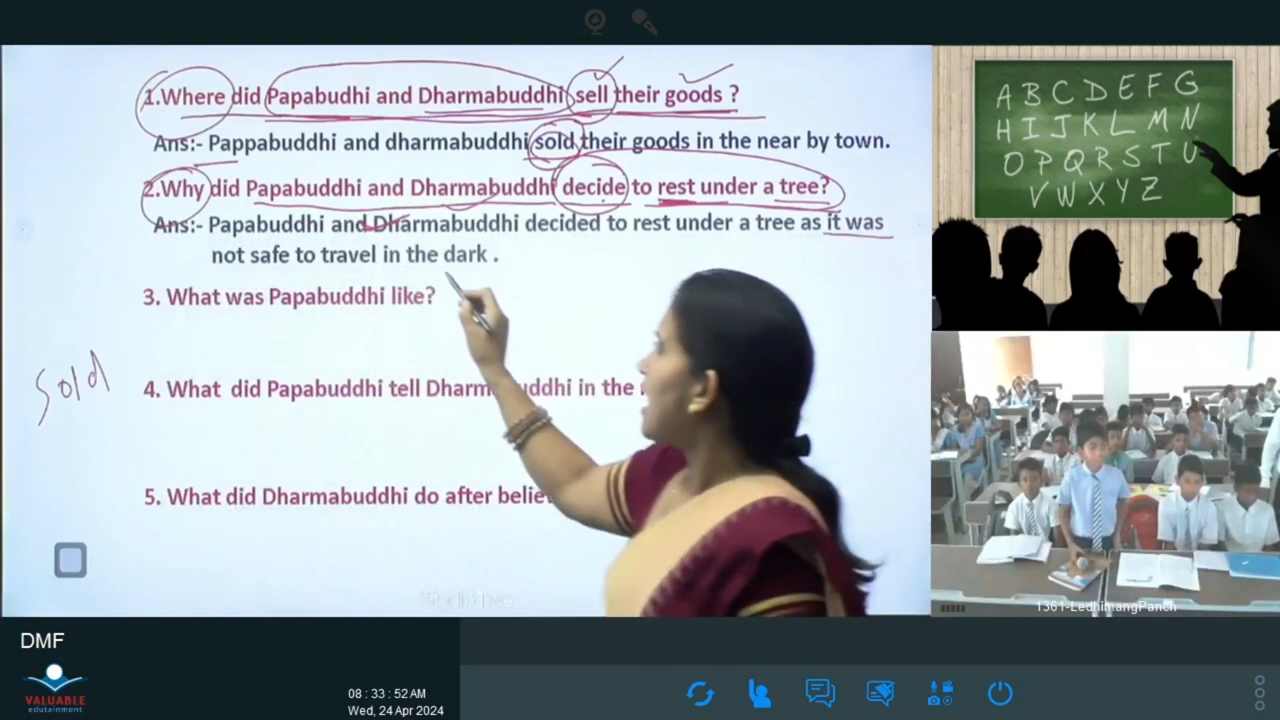 1.Where did Papabudhi and Dharmabuddhi sell their goods ?
Ans:- Pappabuddhi and dharmabuddhi sold their goods in the near by town.
2.Why did Papabuddhi and Dharmabuddhi decide to rest under a tree?
Ans:- Papabuddhi and Dharmabuddhi decided to rest under a tree as it was
not safe to travel in the dark .
3. What was Papabuddhi like?
sold
4. What did Papabuddhi tell in the
5. What did Dharmabuddhi do after
A B C D E F G
H I J K L M N
O P Q R S T U
V W X Y Z
1361-LedhimangPanch
DMF
VALUABLE
edutainment
08 : 33 : 52 AM
Wed, 24 Apr 2024